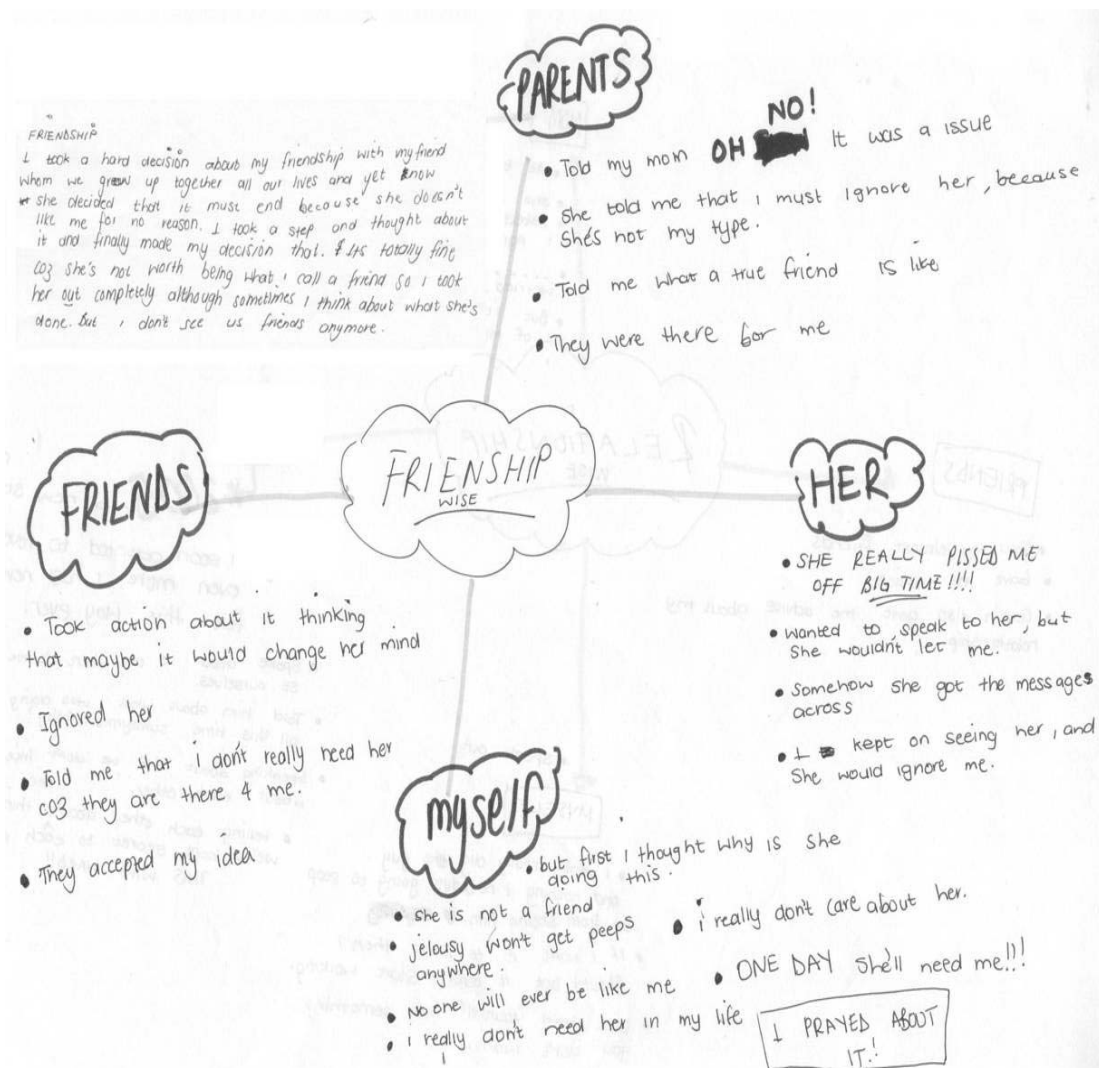 FRIENDSHIP
I took a hard decision about my friendship with my friend
whom we grew up together all our lives and yet know
she decided that it must end because she doesn't
like me for no reason. I took a step and thought about
it and finally made my decision that. Its totally fine
coz she's not worth being what i call a friend so i took
her out completely although sometimes i think about what she's
done. But i don't see us friends anymore.
PARENTS
NO!
• Told my mom OH It was a issue
• She told me that i must ignore her, because
She's not my type.
• Told me what a true friend is like
• They were there for me
FRIENSHIP
WISE
FRIENDS
• Took action about it thinking
that maybe it would change her mind
• Ignored her
• Told me that i don't really need her
coz they are there 4 me.
• They accepted my idea
HER
• SHE REALLY PISSED ME
OFF BIG TIME!!!!
• Wanted to speak to her, but
She wouldn't let me.
• Somehow she got the messages
across
• I kept on seeing her, and
She would ignore me.
myself
• but first i thought why is she
doing this.
• she is not a friend
• jelousy won't get peeps
anywhere.
• No one will ever be like me
• i really don't need her in my life
• i really don't care about her.
• ONE DAY She'll need me!!!
I PRAYED ABOUT
IT.!